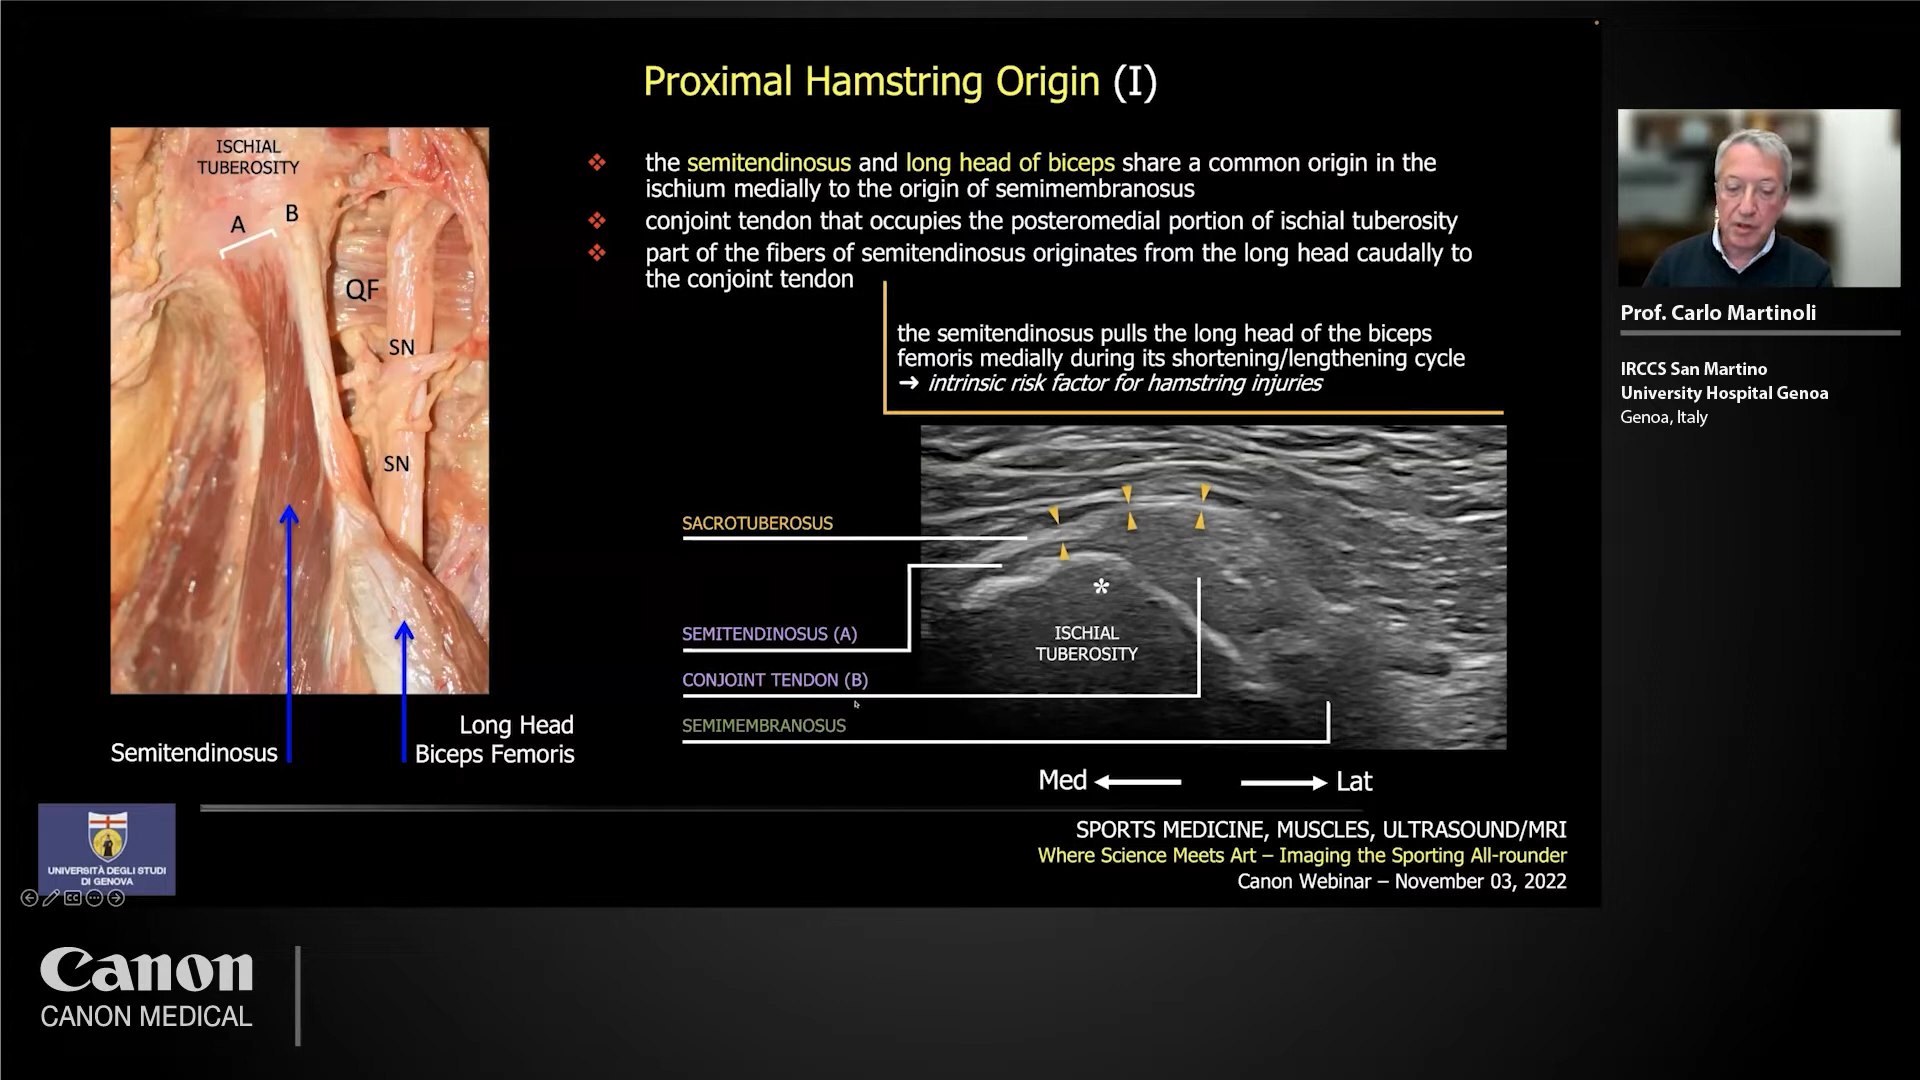 Proximal Hamstring Origin (I)
ISCHIAL
TUBEROSITY
A
B
QF
SN
SN
Semitendinosus
Long Head
Biceps Femoris
❖ the semitendinosus and long head of biceps share a common origin in the
ischium medially to the origin of semimembranosus
❖ conjoint tendon that occupies the posteromedial portion of ischial tuberosity
❖ part of the fibers of semitendinosus originates from the long head caudally to
the conjoint tendon
the semitendinosus pulls the long head of the biceps
femoris medially during its shortening/lengthening cycle
➔ intrinsic risk factor for hamstring injuries
SACROTUBEROSUS
SEMITENDINOSUS (A)
CONJOINT TENDON (B)
SEMIMEMBRANOSUS
*
ISCHIAL
TUBEROSITY
Med
Lat
UNIVERSITÀ DEGLI STUDI
DI GENOVA
CC
SPORTS MEDICINE, MUSCLES, ULTRASOUND/MRI
Where Science Meets Art – Imaging the Sporting All-rounder
Canon Webinar – November 03, 2022
Prof. Carlo Martinoli
IRCCS San Martino
University Hospital Genoa
Genoa, Italy
Canon
CANON MEDICAL